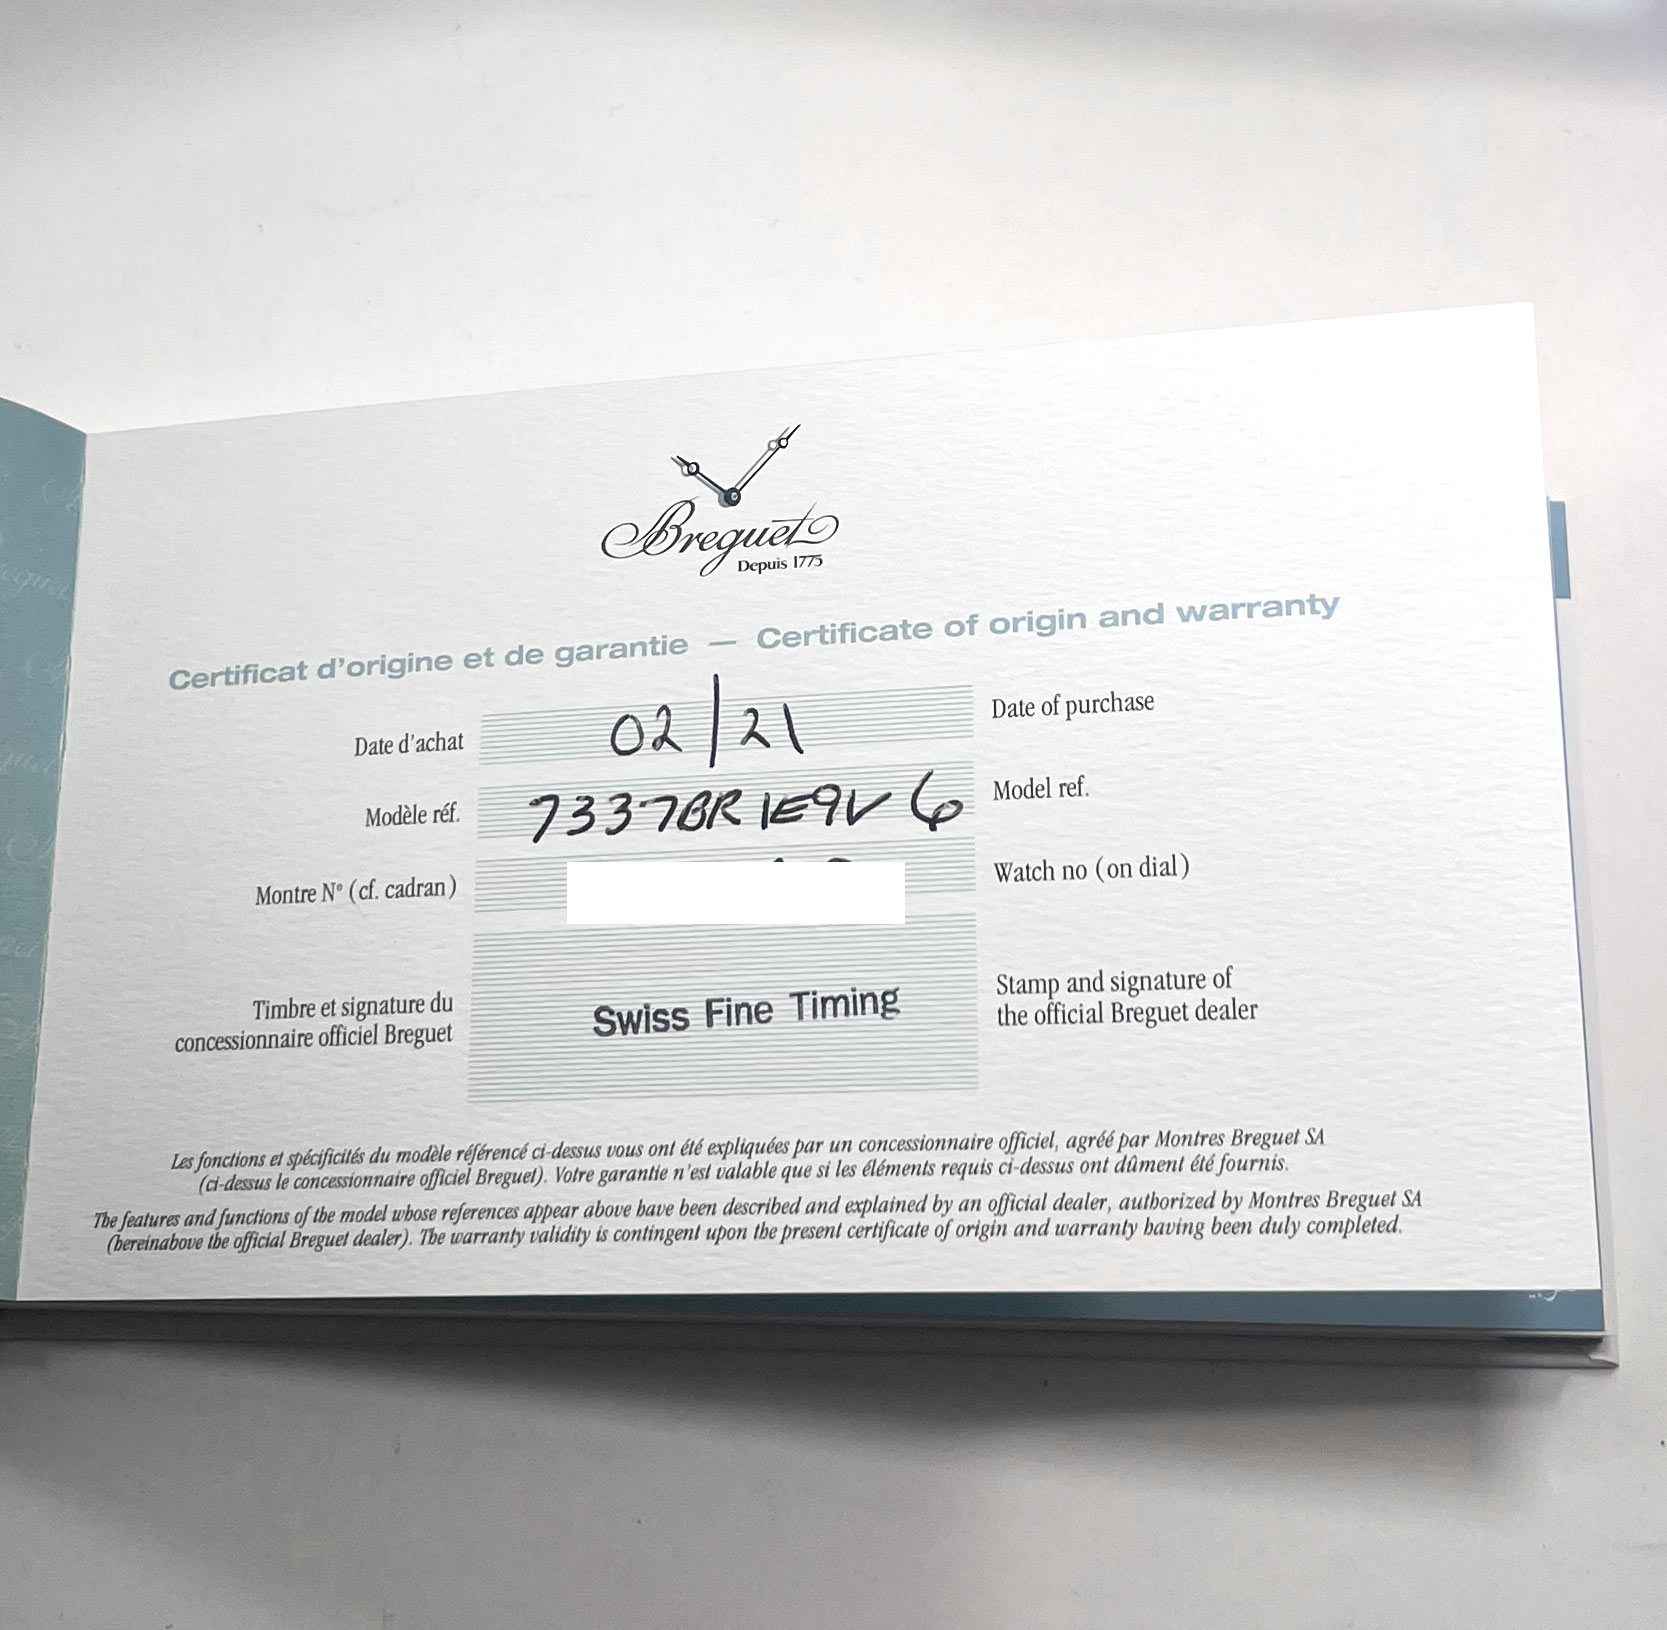 Breguet
Depuis 1775
Certificat d'origine et de garantie — Certificate of origin and warranty
Date d'achat 02/21 Date of purchase
Modèle réf. 7337BR1E9V6 Model ref.
Montre N° (cf. cadran) Watch no (on dial)
Timbre et signature du
concessionnaire officiel Breguet
Swiss Fine Timing
Stamp and signature of
the official Breguet dealer
Les fonctions et spécificités du modèle référencé ci-dessus vous ont été expliquées par un concessionnaire officiel, agréé par Montres Breguet SA
(ci-dessus le concessionnaire officiel Breguet). Votre garantie n'est valable que si les éléments requis ci-dessus ont dûment été fournis.
The features and functions of the model whose references appear above have been described and explained by an official dealer, authorized by Montres Breguet SA
(hereinabove the official Breguet dealer). The warranty validity is contingent upon the present certificate of origin and warranty having been duly completed.